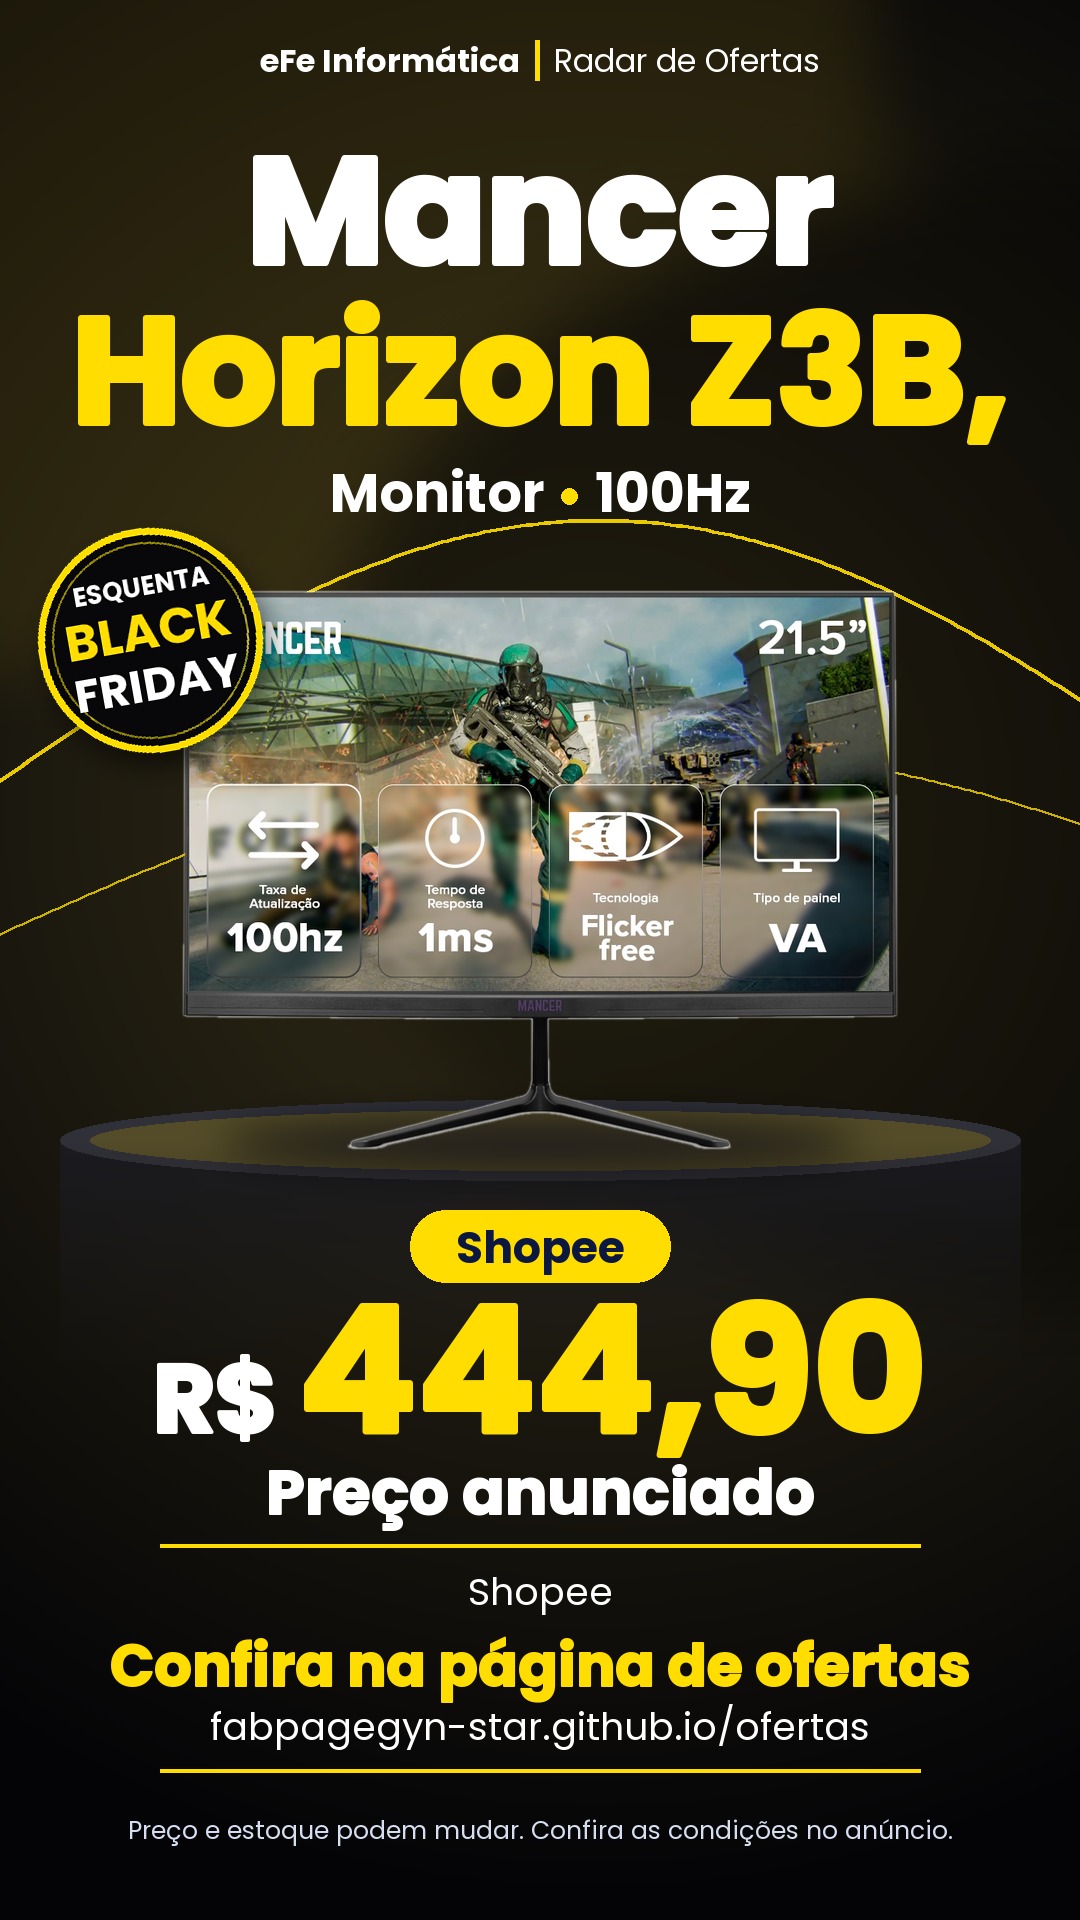 eFe Informática | Radar de Ofertas
Mancer
Horizon Z3B,
Monitor • 100Hz
ESQUENTA
BLACK
FRIDAY
NCER
21.5”
Taxa de
Atualização
100hz
Tempo de
Resposta
1ms
Tecnologia
Flicker
free
Tipo de painel
VA
MANCER
Shopee
R$ 444,90
Preço anunciado
Shopee
Confira na página de ofertas
fabpagegyn-star.github.io/ofertas
Preço e estoque podem mudar. Confira as condições no anúncio.